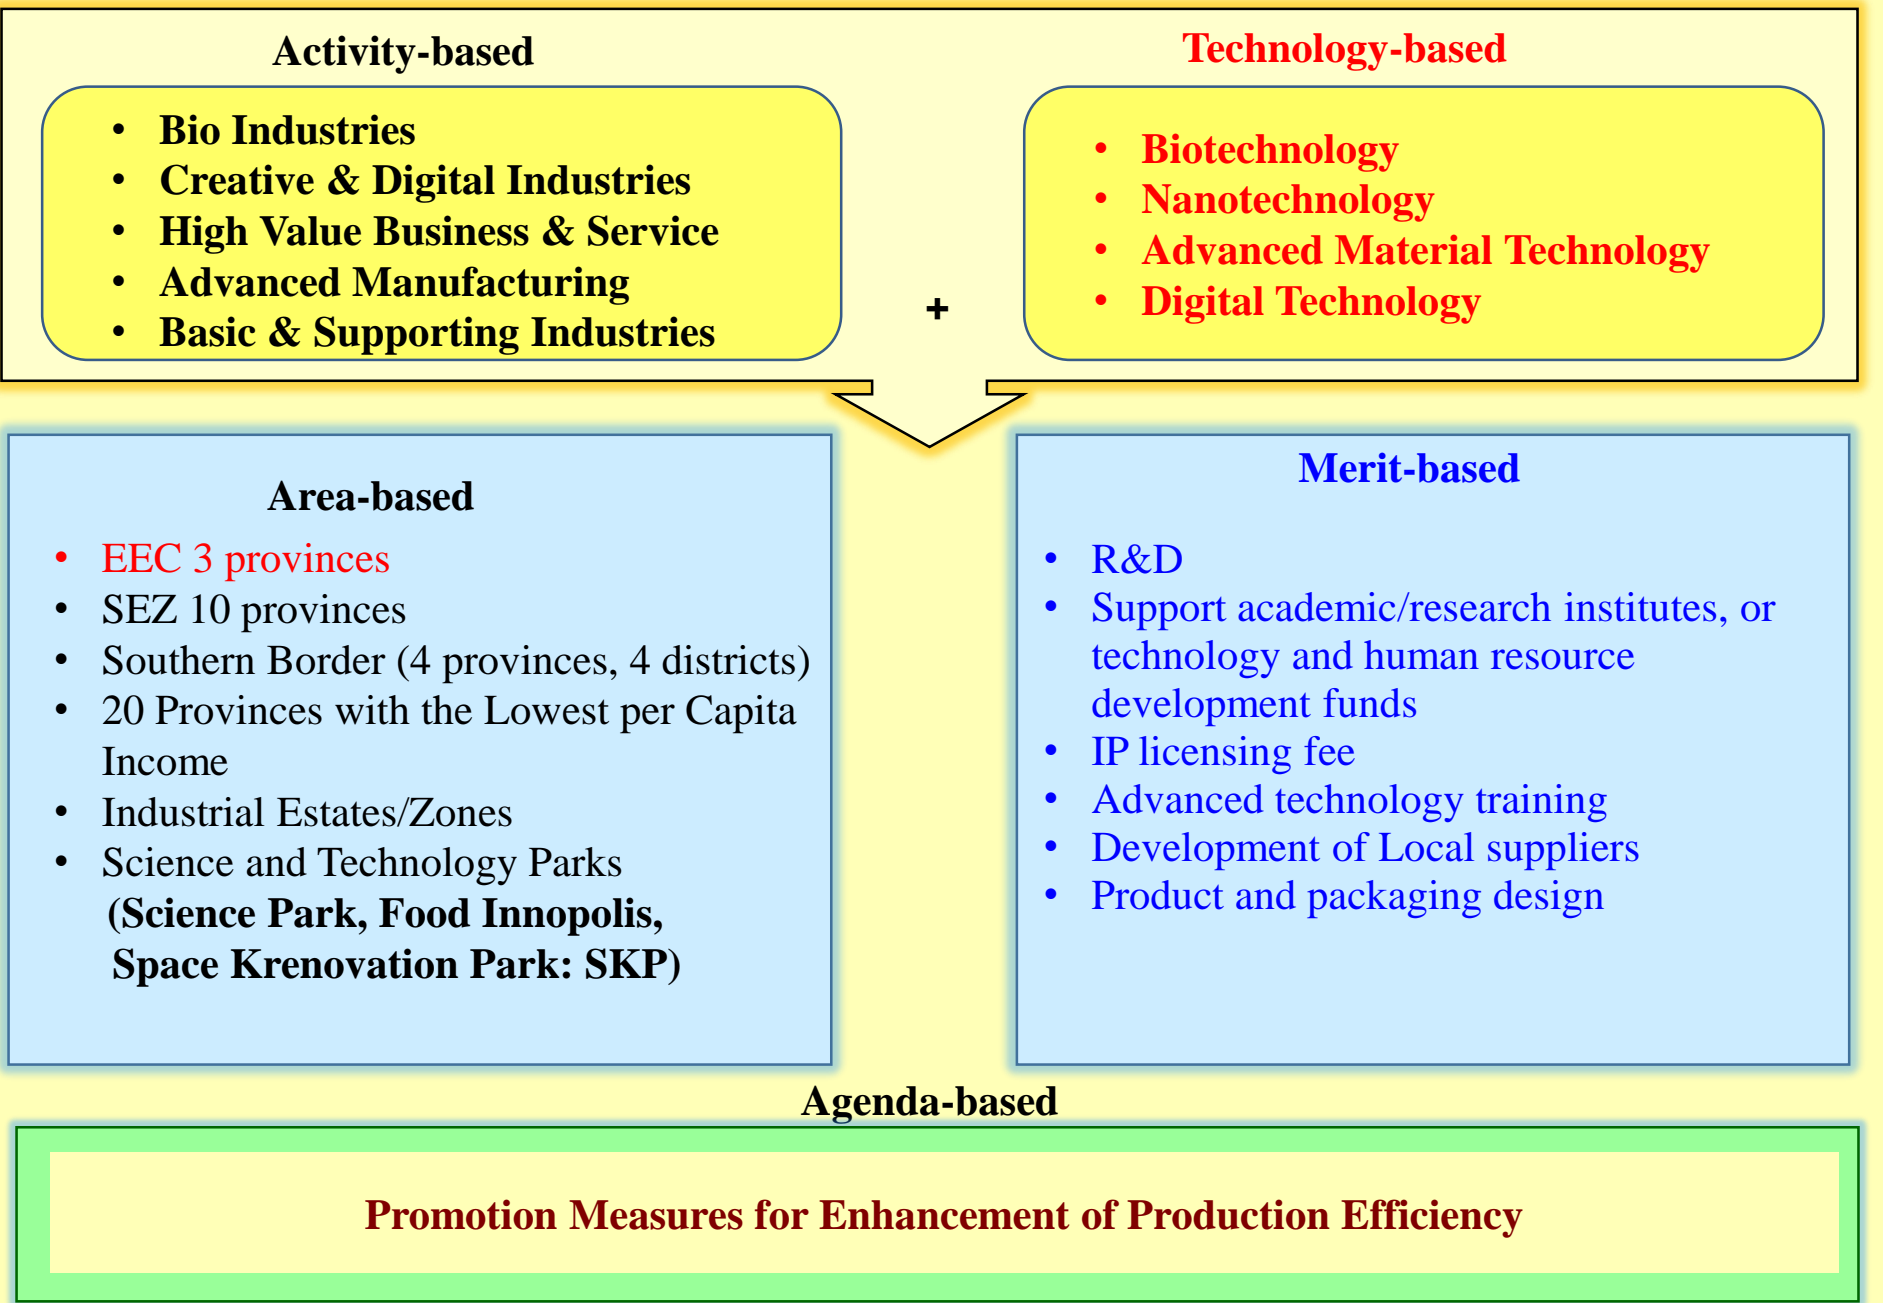 Activity-based
• Bio Industries
• Creative & Digital Industries
• High Value Business & Service
• Advanced Manufacturing
• Basic & Supporting Industries
+
Technology-based
• Biotechnology
• Nanotechnology
• Advanced Material Technology
• Digital Technology
Area-based
• EEC 3 provinces
• SEZ 10 provinces
• Southern Border (4 provinces, 4 districts)
• 20 Provinces with the Lowest per Capita
Income
• Industrial Estates/Zones
• Science and Technology Parks
(Science Park, Food Innopolis,
Space Krenovation Park: SKP)
Merit-based
• R&D
• Support academic/research institutes, or
technology and human resource
development funds
• IP licensing fee
• Advanced technology training
• Development of Local suppliers
• Product and packaging design
Agenda-based
Promotion Measures for Enhancement of Production Efficiency